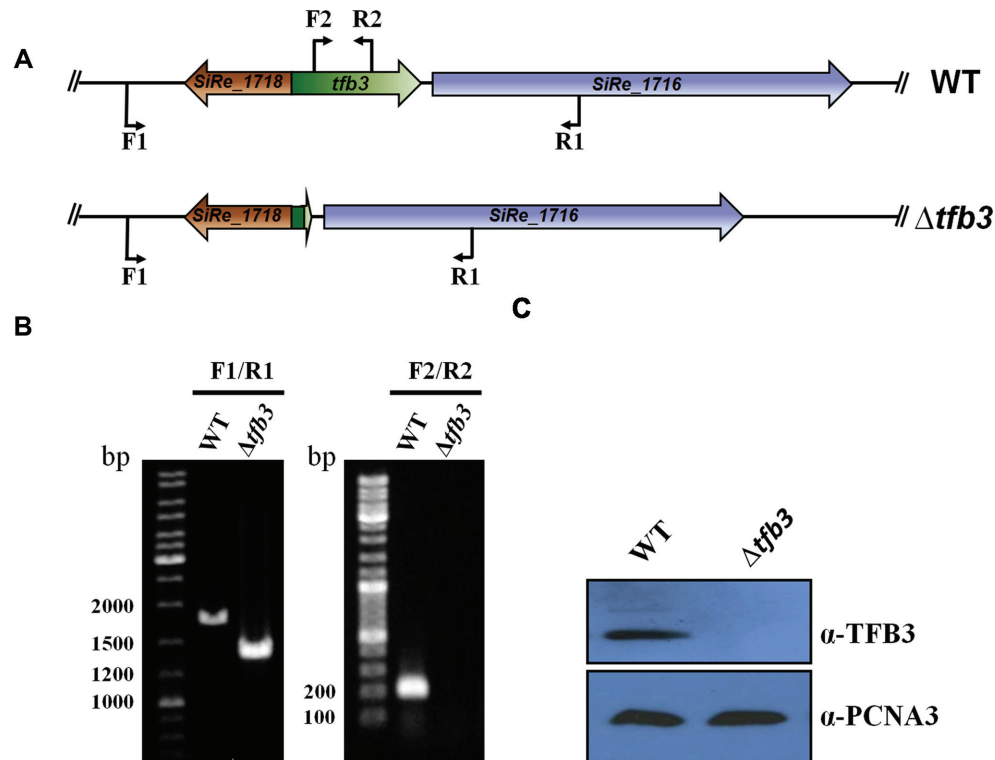 A
F2 R2
SiRe_1718 tfb3 SiRe_1716 WT
F1 R1
SiRe_1718 SiRe_1716 Δtfb3
F1 R1
B
F1/R1
WT Δtfb3
bp
2000
1500
1200
1000
F2/R2
WT Δtfb3
bp
200
100
C
WT Δtfb3
α-TFB3
α-PCNA3